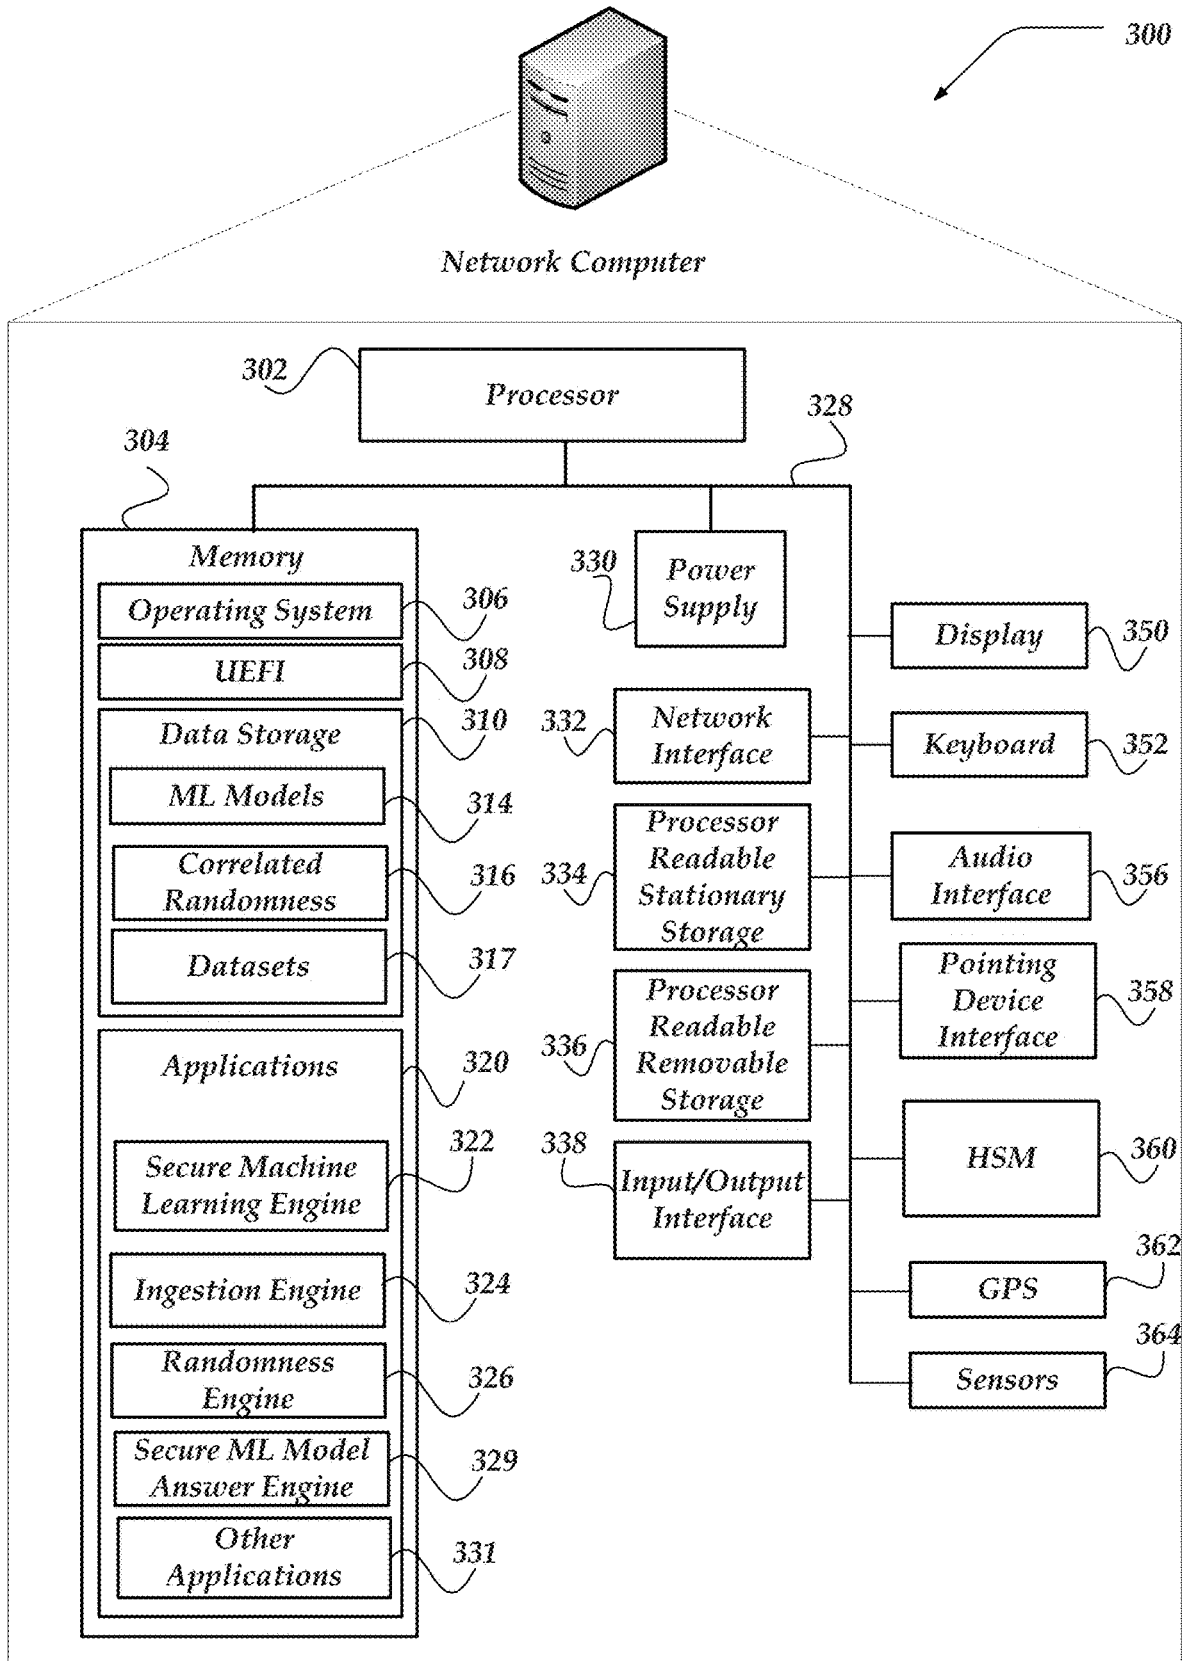 300
Network Computer
302
Processor
328
304
Memory
Operating System
306
UEFI
308
Data Storage
310
ML Models
314
Correlated
Randomness
316
Datasets
317
Applications
320
Secure Machine
Learning Engine
322
Ingestion Engine
324
Randomness
Engine
326
Secure ML Model
Answer Engine
329
Other
Applications
331
330
Power
Supply
332
Network
Interface
334
Processor
Readable
Stationary
Storage
336
Processor
Readable
Removable
Storage
338
Input/Output
Interface
Display
350
Keyboard
352
Audio
Interface
356
Pointing
Device
Interface
358
HSM
360
GPS
362
Sensors
364